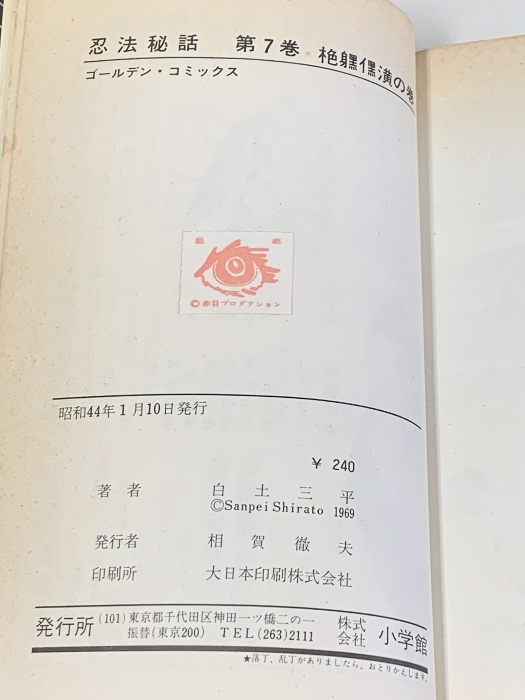 忍法秘話　第7巻・栬軆僷潢の巻
ゴールデン・コミックス
©赤目プロダクション
昭和44年1月10日発行
¥ 240
著者　白土三平
©Sanpei Shirato 1969
発行者　相賀徹夫
印刷所　大日本印刷株式会社
発行所　(101)東京都千代田区神田一ツ橋二の一　株式会社　小学館
振替(東京200)　TEL(263)2111
★落丁、乱丁がありましたら、おとりかえします。